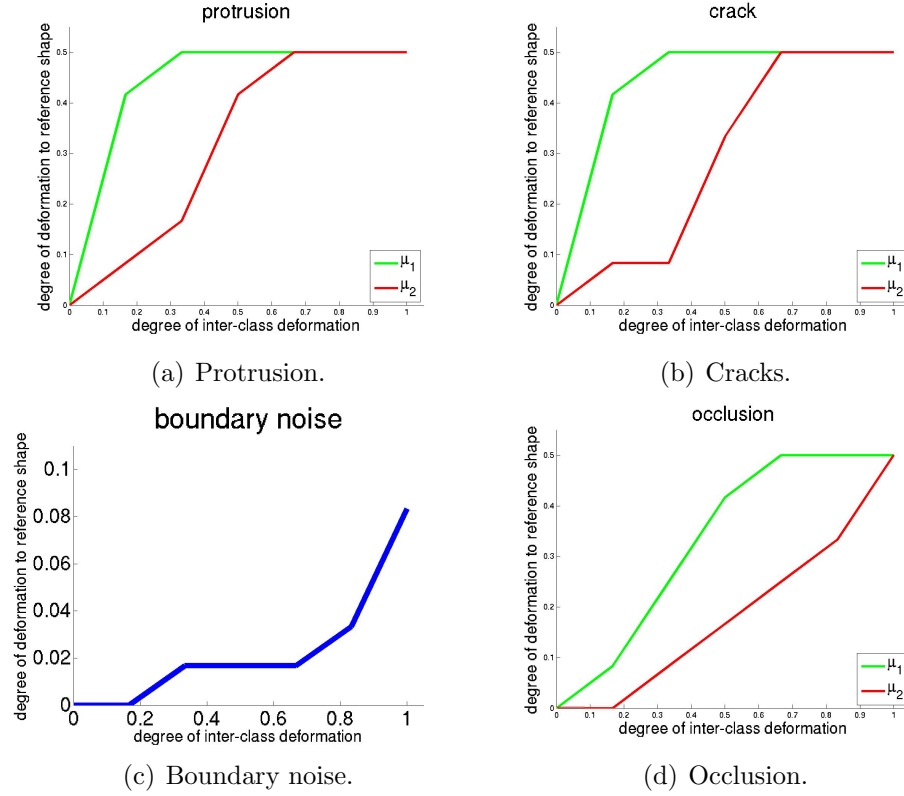 protrusion
degree of deformation to reference shape
0.5
0.4
0.3
0.2
0.1
0
0 0.1 0.2 0.3 0.4 0.5 0.6 0.7 0.8 0.9 1
degree of inter-class deformation
μ1
μ2
(a) Protrusion.
crack
degree of deformation to reference shape
0.5
0.4
0.3
0.2
0.1
0
0 0.1 0.2 0.3 0.4 0.5 0.6 0.7 0.8 0.9 1
degree of inter-class deformation
μ1
μ2
(b) Cracks.
boundary noise
degree of deformation to reference shape
0.1
0.08
0.06
0.04
0.02
0
0 0.2 0.4 0.6 0.8 1
degree of inter-class deformation
(c) Boundary noise.
occlusion
degree of deformation to reference shape
0.5
0.4
0.3
0.2
0.1
0
0 0.1 0.2 0.3 0.4 0.5 0.6 0.7 0.8 0.9 1
degree of inter-class deformation
μ1
μ2
(d) Occlusion.